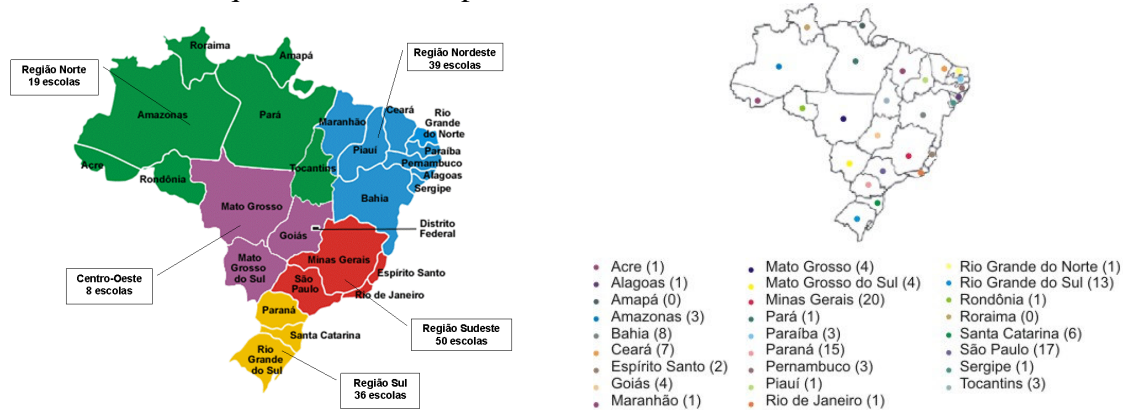 Roraima
Amapá
Região Norte
19 escolas
Região Nordeste
39 escolas
Amazonas
Pará
Maranhão
Ceará
Rio
Grande
do Norte
Piauí
Paraíba
Pernambuco
Alagoas
Sergipe
Acre
Rondônia
Tocantins
Bahia
Mato Grosso
Distrito
Federal
Goiás
Mato
Grosso
do Sul
Minas Gerais
Espírito Santo
São
Paulo
Rio de Janeiro
Centro-Oeste
8 escolas
Paraná
Santa Catarina
Região Sudeste
50 escolas
Rio
Grande
do Sul
Região Sul
36 escolas
Acre (1)
Alagoas (1)
Amapá (0)
Amazonas (3)
Bahia (8)
Ceará (7)
Espírito Santo (2)
Goiás (4)
Maranhão (1)
Mato Grosso (4)
Mato Grosso do Sul (4)
Minas Gerais (20)
Pará (1)
Paraíba (3)
Paraná (15)
Pernambuco (3)
Piauí (1)
Rio de Janeiro (1)
Rio Grande do Norte (1)
Rio Grande do Sul (13)
Rondônia (1)
Roraima (0)
Santa Catarina (6)
São Paulo (17)
Sergipe (1)
Tocantins (3)